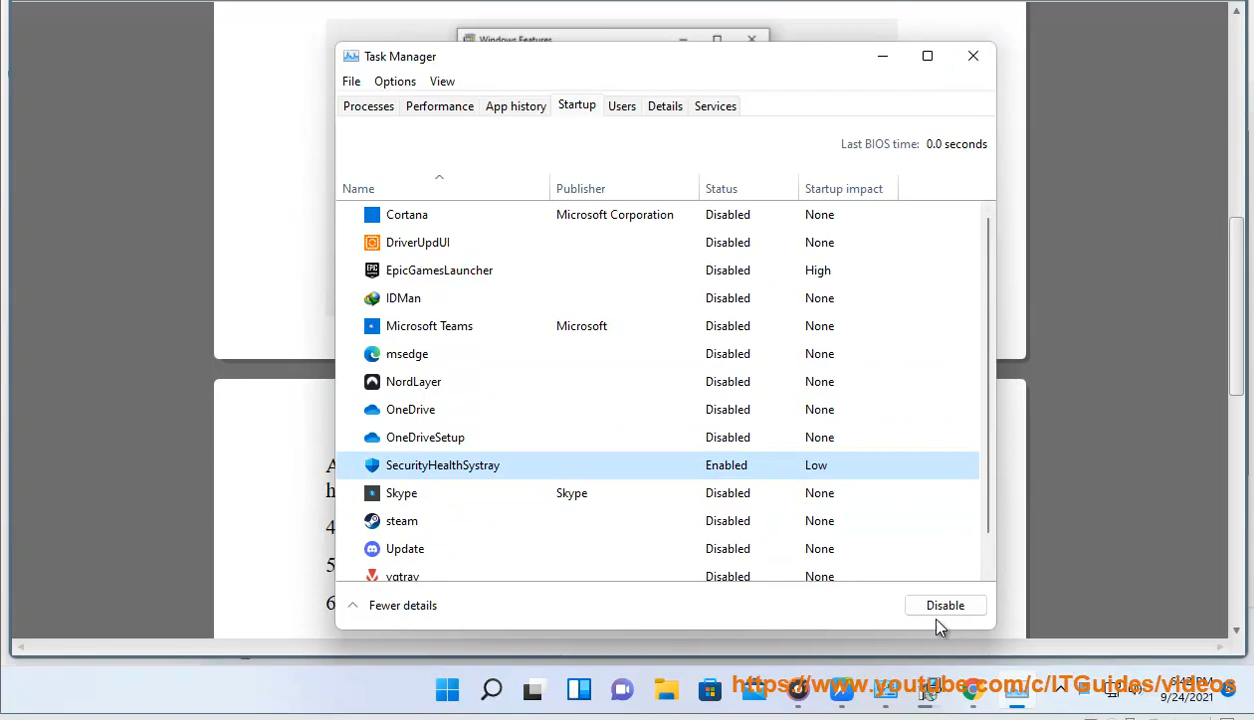 Windows Features
Task Manager
File Options View
Processes Performance App history Startup Users Details Services
Last BIOS time: 0.0 seconds
Name Publisher Status Startup impact
Cortana Microsoft Corporation Disabled None
DriverUpdUI Disabled None
EpicGamesLauncher Disabled High
IDMan Disabled None
Microsoft Teams Microsoft Disabled None
msedge Disabled None
NordLayer Disabled None
OneDrive Disabled None
OneDriveSetup Disabled None
SecurityHealthSystray Enabled Low
Skype Skype Disabled None
steam Disabled None
Update Disabled None
vgtray Disabled None
Fewer details Disable
4
5
6
https://www.youtube.com/c/ITGuides/videos
9/24/2021